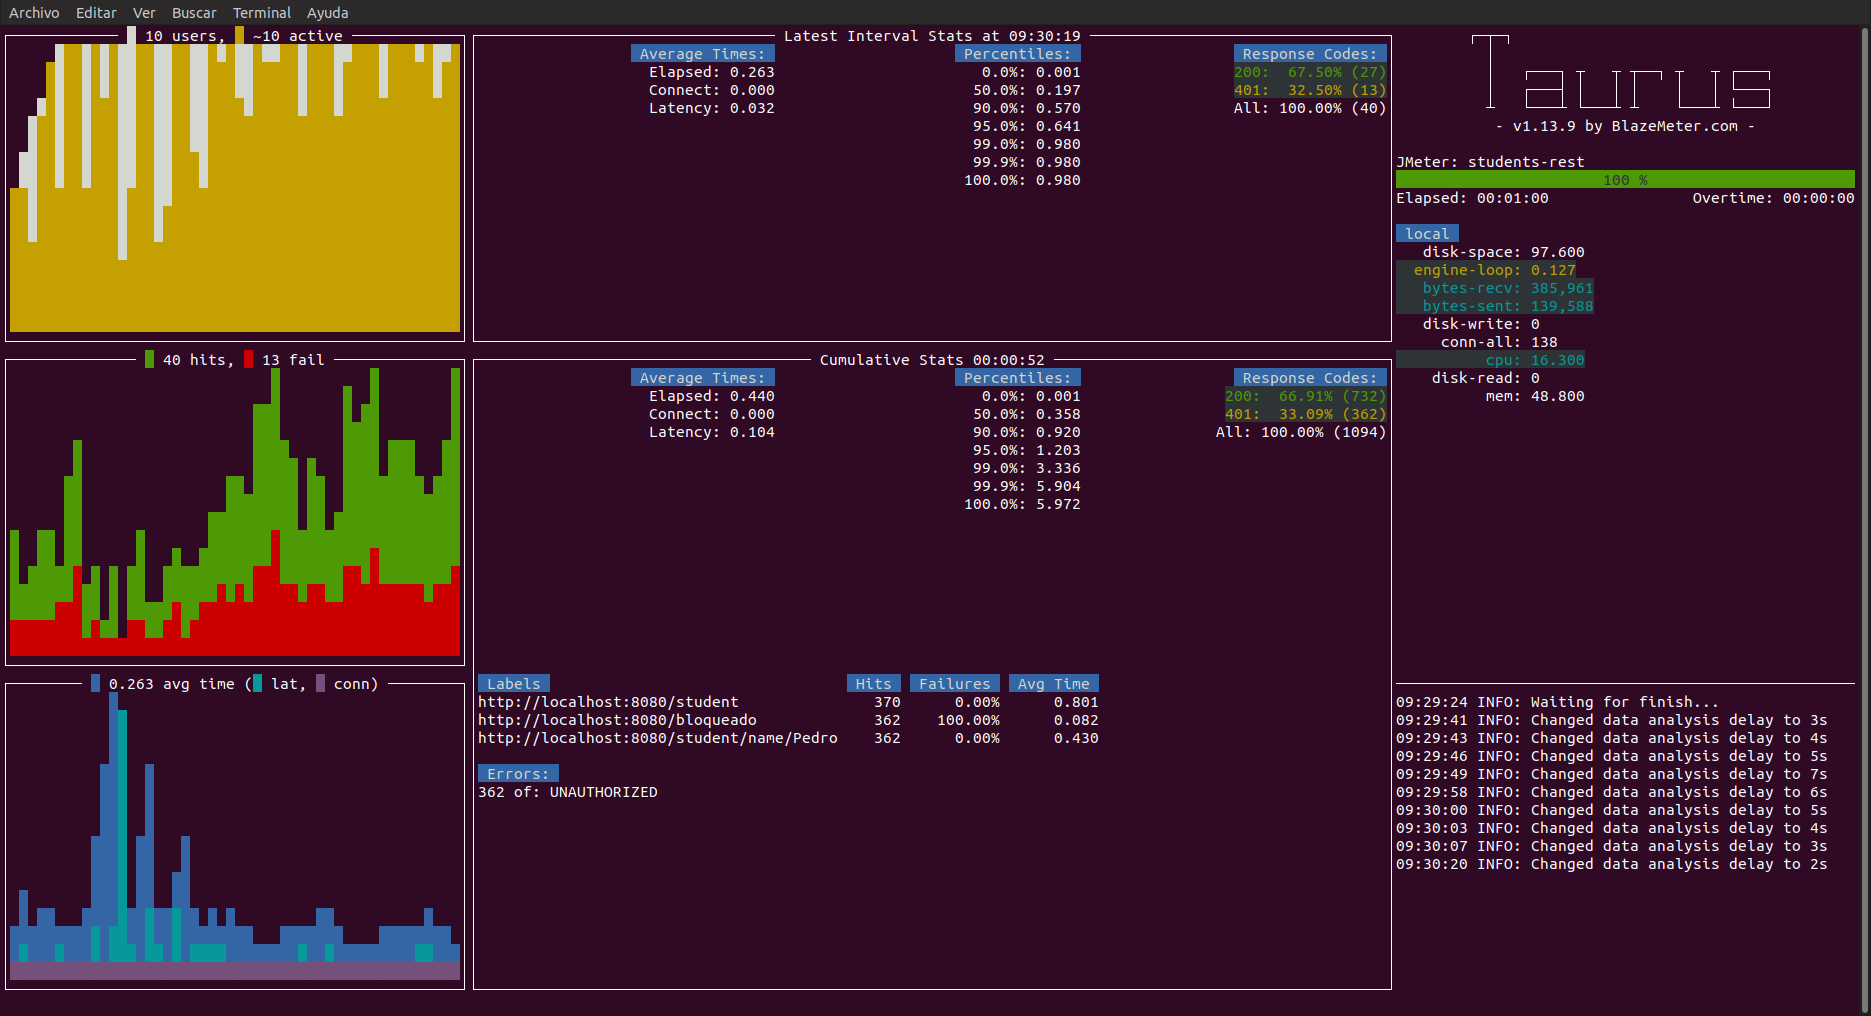 Archivo Editar Ver Buscar Terminal Ayuda
10 users, ~10 active
Latest Interval Stats at 09:30:19
Average Times: Percentiles: Response Codes:
Elapsed: 0.263 0.0%: 0.001 200: 67.50% (27)
Connect: 0.000 50.0%: 0.197 401: 32.50% (13)
Latency: 0.032 90.0%: 0.570 All: 100.00% (40)
95.0%: 0.641
99.0%: 0.980
99.9%: 0.980
100.0%: 0.980
Taurus
- v1.13.9 by BlazeMeter.com -
JMeter: students-rest
100 %
Elapsed: 00:01:00 Overtime: 00:00:00
local
disk-space: 97.600
engine-loop: 0.127
bytes-recv: 385,961
bytes-sent: 139,588
disk-write: 0
conn-all: 138
cpu: 16.300
disk-read: 0
mem: 48.800
40 hits, 13 fail
Cumulative Stats 00:00:52
Average Times: Percentiles: Response Codes:
Elapsed: 0.440 0.0%: 0.001 200: 66.91% (732)
Connect: 0.000 50.0%: 0.358 401: 33.09% (362)
Latency: 0.104 90.0%: 0.920 All: 100.00% (1094)
95.0%: 1.203
99.0%: 3.336
99.9%: 5.904
100.0%: 5.972
0.263 avg time ( lat, conn)
Labels Hits Failures Avg Time
http://localhost:8080/student 370 0.00% 0.801
http://localhost:8080/bloqueado 362 100.00% 0.082
http://localhost:8080/student/name/Pedro 362 0.00% 0.430
Errors:
362 of: UNAUTHORIZED
09:29:24 INFO: Waiting for finish...
09:29:41 INFO: Changed data analysis delay to 3s
09:29:43 INFO: Changed data analysis delay to 4s
09:29:46 INFO: Changed data analysis delay to 5s
09:29:49 INFO: Changed data analysis delay to 7s
09:29:58 INFO: Changed data analysis delay to 6s
09:30:00 INFO: Changed data analysis delay to 5s
09:30:03 INFO: Changed data analysis delay to 4s
09:30:07 INFO: Changed data analysis delay to 3s
09:30:20 INFO: Changed data analysis delay to 2s